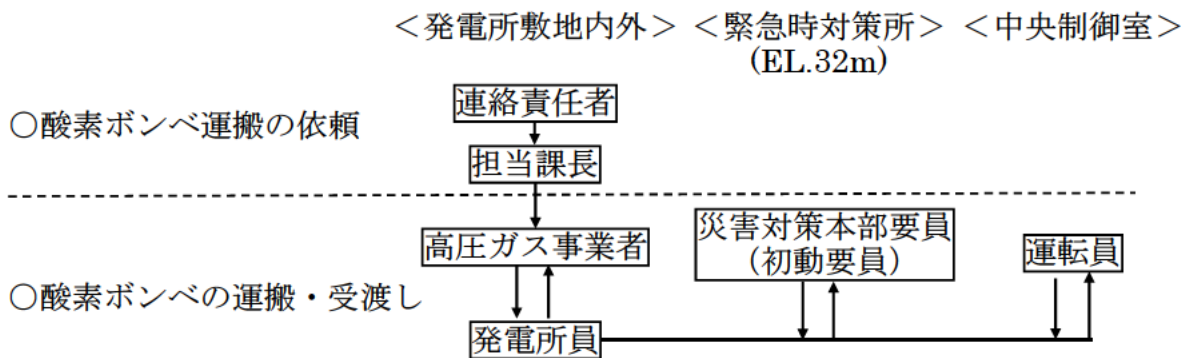 ＜発電所敷地内外＞ ＜緊急時対策所＞ ＜中央制御室＞
(EL.32m)
連絡責任者
○酸素ボンベ運搬の依頼
担当課長
災害対策本部要員
高圧ガス事業者
（初動要員）
運転員
○酸素ボンベの運搬・受渡し
発電所員